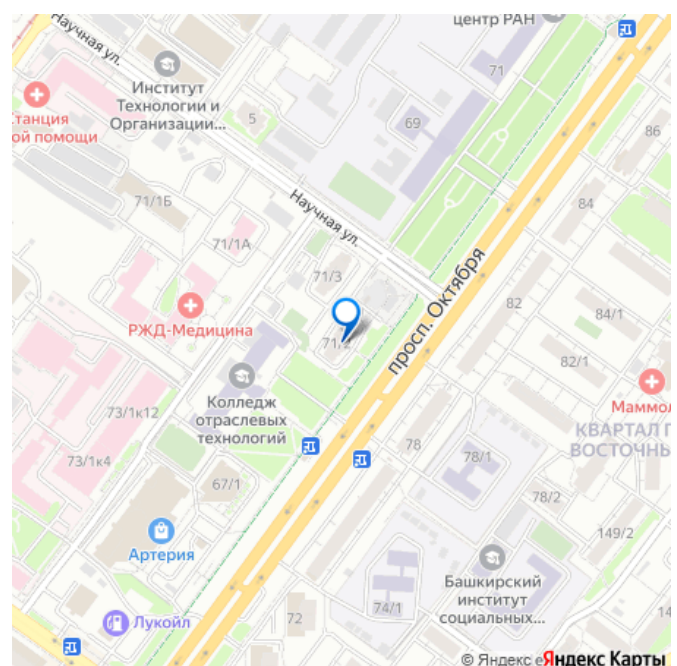 центр РАН
Научная ул.
71
Институт
Технологии и
Организации...
Станция
ой помощи
5
69
86
71/1Б
Научная ул.
84
71/1А
71/3
просп. Октября
82
84/1
РЖД-Медицина
71/2
82/1
Маммол
Колледж
отраслевых
технологий
73/1к12
КВАРТАЛ П
ВОСТОЧНЫ
78
78/1
73/1к4
67/1
78/2
149/2
Артерия
Башкирский
институт
социальных...
74/1
72
14
Лукойл
© Яндекс
Яндекс Карты